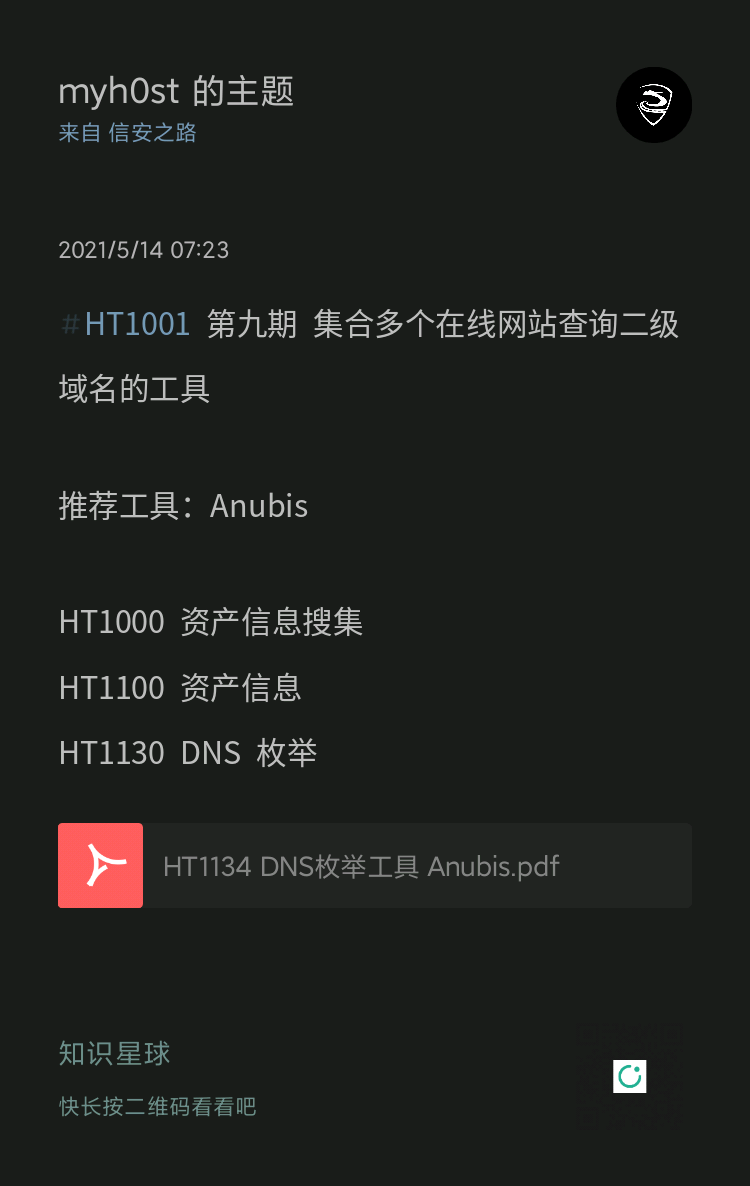 myh0st 的主题
来自 信安之路
2021/5/14 07:23
#HT1001 第九期 集合多个在线网站查询二级
域名的工具
推荐工具：Anubis
HT1000 资产信息搜集
HT1100 资产信息
HT1130 DNS 枚举
HT1134 DNS枚举工具 Anubis.pdf
知识星球
快长按二维码看看吧